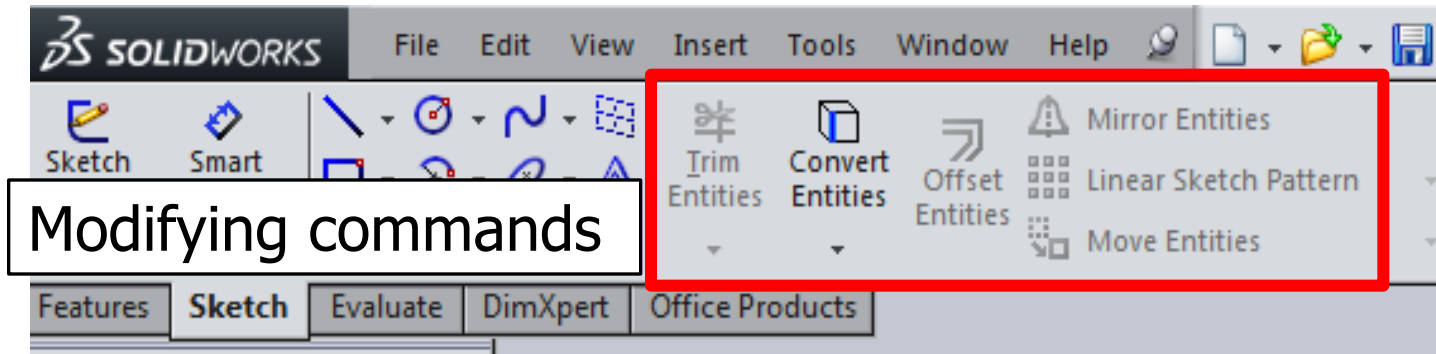 SOLIDWORKS File Edit View Insert Tools Window Help
Sketch Smart
Trim Entities
Convert Entities
Offset Entities
Mirror Entities
Linear Sketch Pattern
Move Entities
Modifying commands
Features Sketch Evaluate DimXpert Office Products